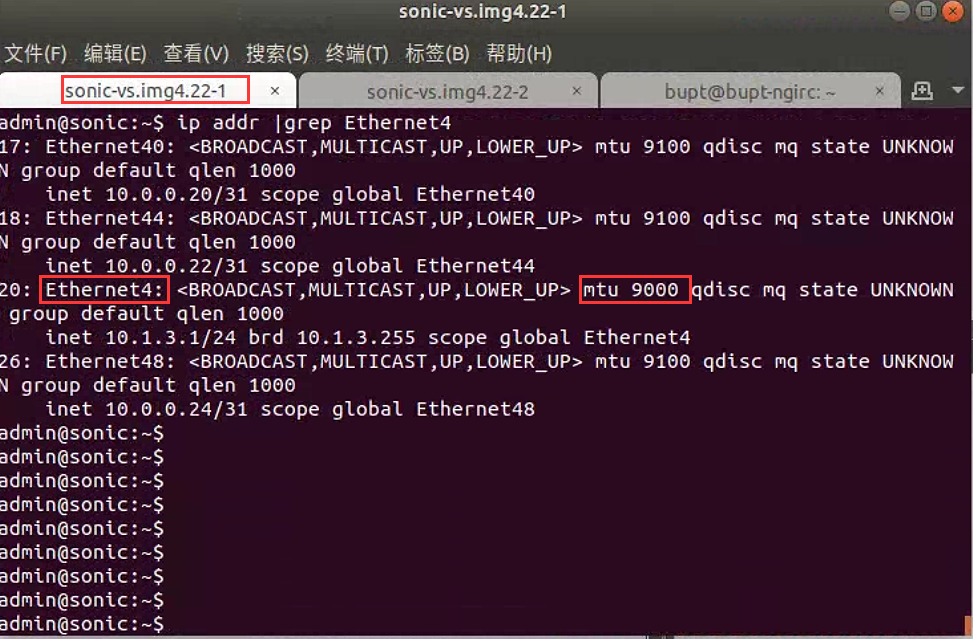 sonic-vs.img4.22-1
文件(F) 编辑(E) 查看(V) 搜索(S) 终端(T) 标签(B) 帮助(H)
sonic-vs.img4.22-1 × sonic-vs.img4.22-2 × bupt@bupt-ngirc: ~ ×
admin@sonic:~$ ip addr |grep Ethernet4
17: Ethernet40: <BROADCAST,MULTICAST,UP,LOWER_UP> mtu 9100 qdisc mq state UNKNOW
N group default qlen 1000
    inet 10.0.0.20/31 scope global Ethernet40
18: Ethernet44: <BROADCAST,MULTICAST,UP,LOWER_UP> mtu 9100 qdisc mq state UNKNOW
N group default qlen 1000
    inet 10.0.0.22/31 scope global Ethernet44
20: Ethernet4: <BROADCAST,MULTICAST,UP,LOWER_UP> mtu 9000 qdisc mq state UNKNOWN
 group default qlen 1000
    inet 10.1.3.1/24 brd 10.1.3.255 scope global Ethernet4
26: Ethernet48: <BROADCAST,MULTICAST,UP,LOWER_UP> mtu 9100 qdisc mq state UNKNOW
N group default qlen 1000
    inet 10.0.0.24/31 scope global Ethernet48
admin@sonic:~$
admin@sonic:~$
admin@sonic:~$
admin@sonic:~$
admin@sonic:~$
admin@sonic:~$
admin@sonic:~$
admin@sonic:~$
admin@sonic:~$